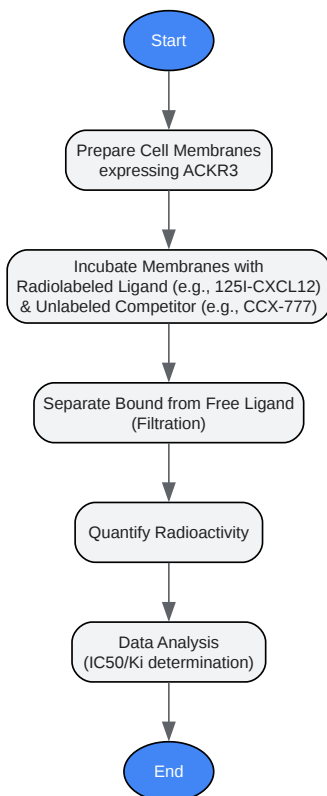 Start
Prepare Cell Membranes
expressing ACKR3
Incubate Membranes with
Radiolabeled Ligand (e.g., 125I-CXCL12)
& Unlabeled Competitor (e.g., CCX-777)
Separate Bound from Free Ligand
(Filtration)
Quantify Radioactivity
Data Analysis
(IC50/Ki determination)
End